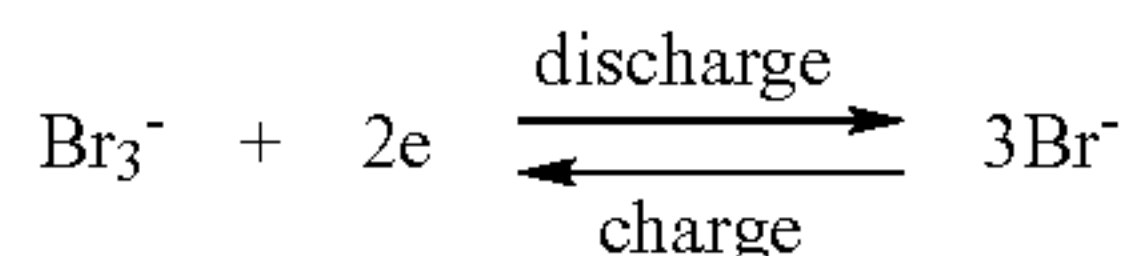 discharge
Br₃⁻ + 2e ⇌ 3Br⁻
charge